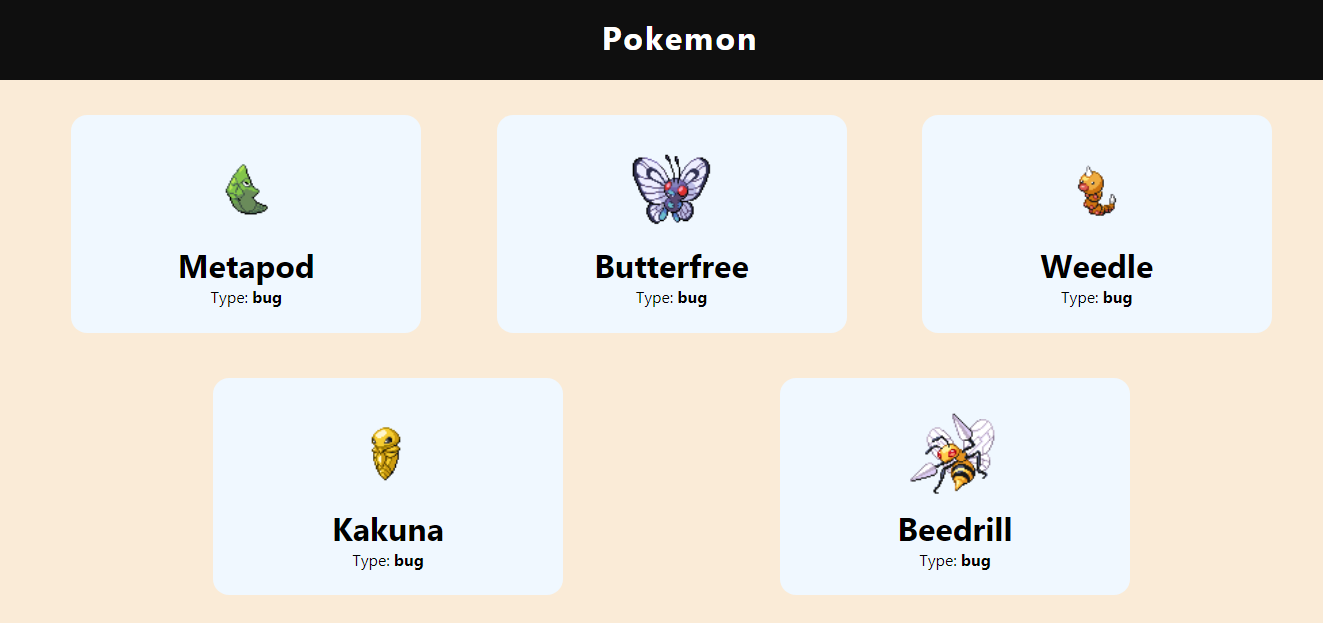 Pokemon
Metapod
Type: bug
Butterfree
Type: bug
Weedle
Type: bug
Kakuna
Type: bug
Beedrill
Type: bug